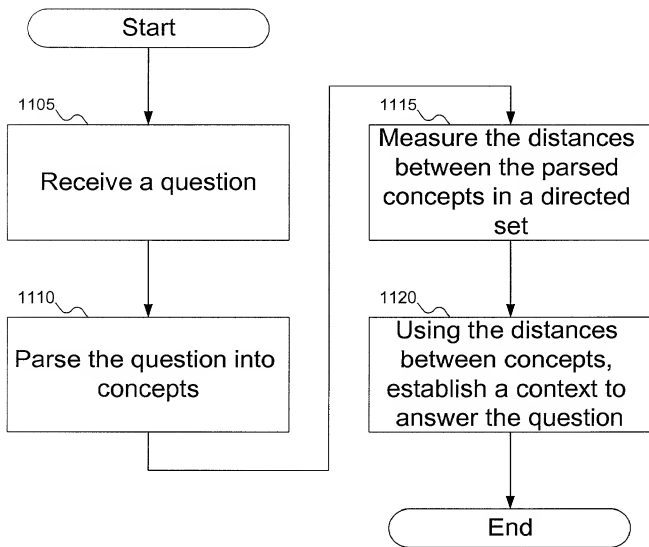 Start
1105
Receive a question
1110
Parse the question into
concepts
1115
Measure the distances
between the parsed
concepts in a directed
set
1120
Using the distances
between concepts,
establish a context to
answer the question
End